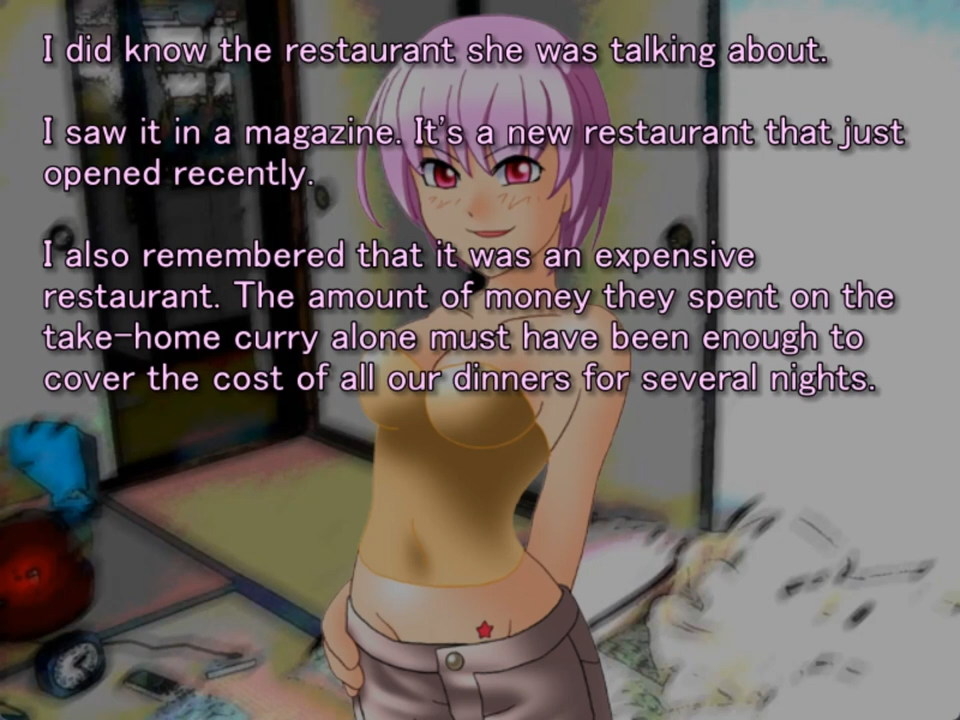 I did know the restaurant she was talking about.
I saw it in a magazine. It's a new restaurant that just
opened recently.
I also remembered that it was an expensive
restaurant. The amount of money they spent on the
take-home curry alone must have been enough to
cover the cost of all our dinners for several nights.